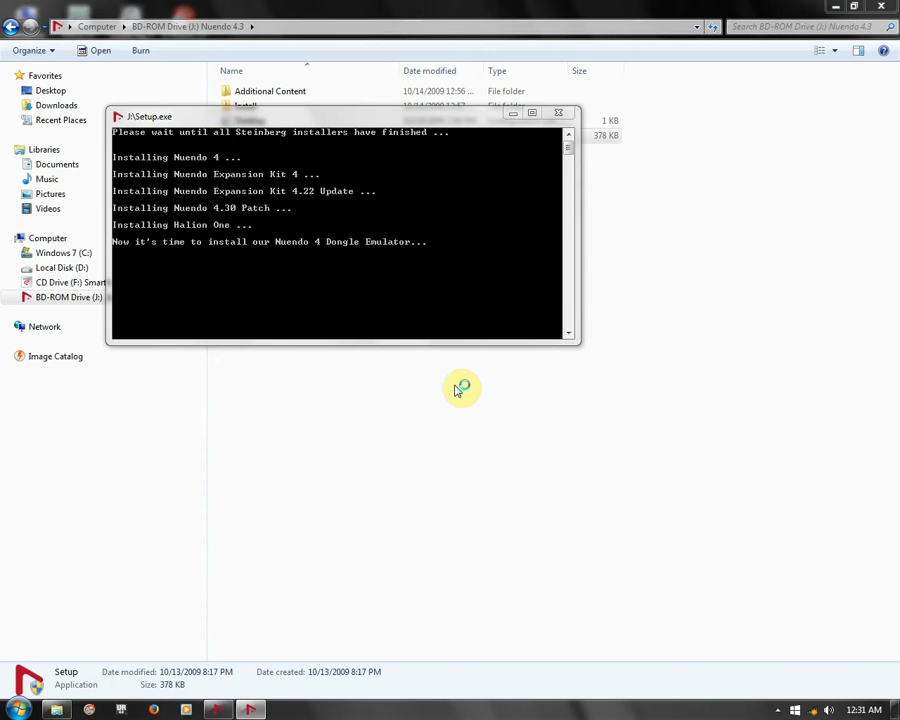 Computer
BD-ROM Drive (J:) Nuendo 4.3
Search BD-ROM Drive (J:) Nuendo 4.3
Organize
Open
Burn
Name
Date modified
Type
Size
Favorites
Desktop
Downloads
Recent Places
Libraries
Documents
Music
Pictures
Videos
Computer
Windows 7 (C:)
Local Disk (D:)
CD Drive (F:) Smart
BD-ROM Drive (J:)
Network
Image Catalog
Additional Content
10/14/2009 12:56
File folder
1 KB
378 KB
J:\Setup.exe
Please wait until all Steinberg installers have finished ...
Installing Nuendo 4 ...
Installing Nuendo Expansion Kit 4 ...
Installing Nuendo Expansion Kit 4.22 Update ...
Installing Nuendo 4.30 Patch ...
Installing Halion One ...
Now it's time to install our Nuendo 4 Dongle Emulator...
Setup
Date modified: 10/13/2009 8:17 PM
Date created: 10/13/2009 8:17 PM
Application
Size: 378 KB
12:31 AM